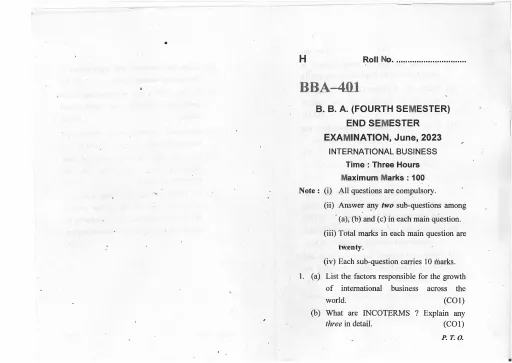 H Roll No. ..............................
BBA–401
B. B. A. (FOURTH SEMESTER)
END SEMESTER
EXAMINATION, June, 2023
INTERNATIONAL BUSINESS
Time : Three Hours
Maximum Marks : 100
Note : (i) All questions are compulsory.
(ii) Answer any two sub-questions among
(a), (b) and (c) in each main question.
(iii) Total marks in each main question are
twenty.
(iv) Each sub-question carries 10 marks.
1. (a) List the factors responsible for the growth
of international business across the
world. (CO1)
(b) What are INCOTERMS ? Explain any
three in detail. (CO1)
P. T. O.